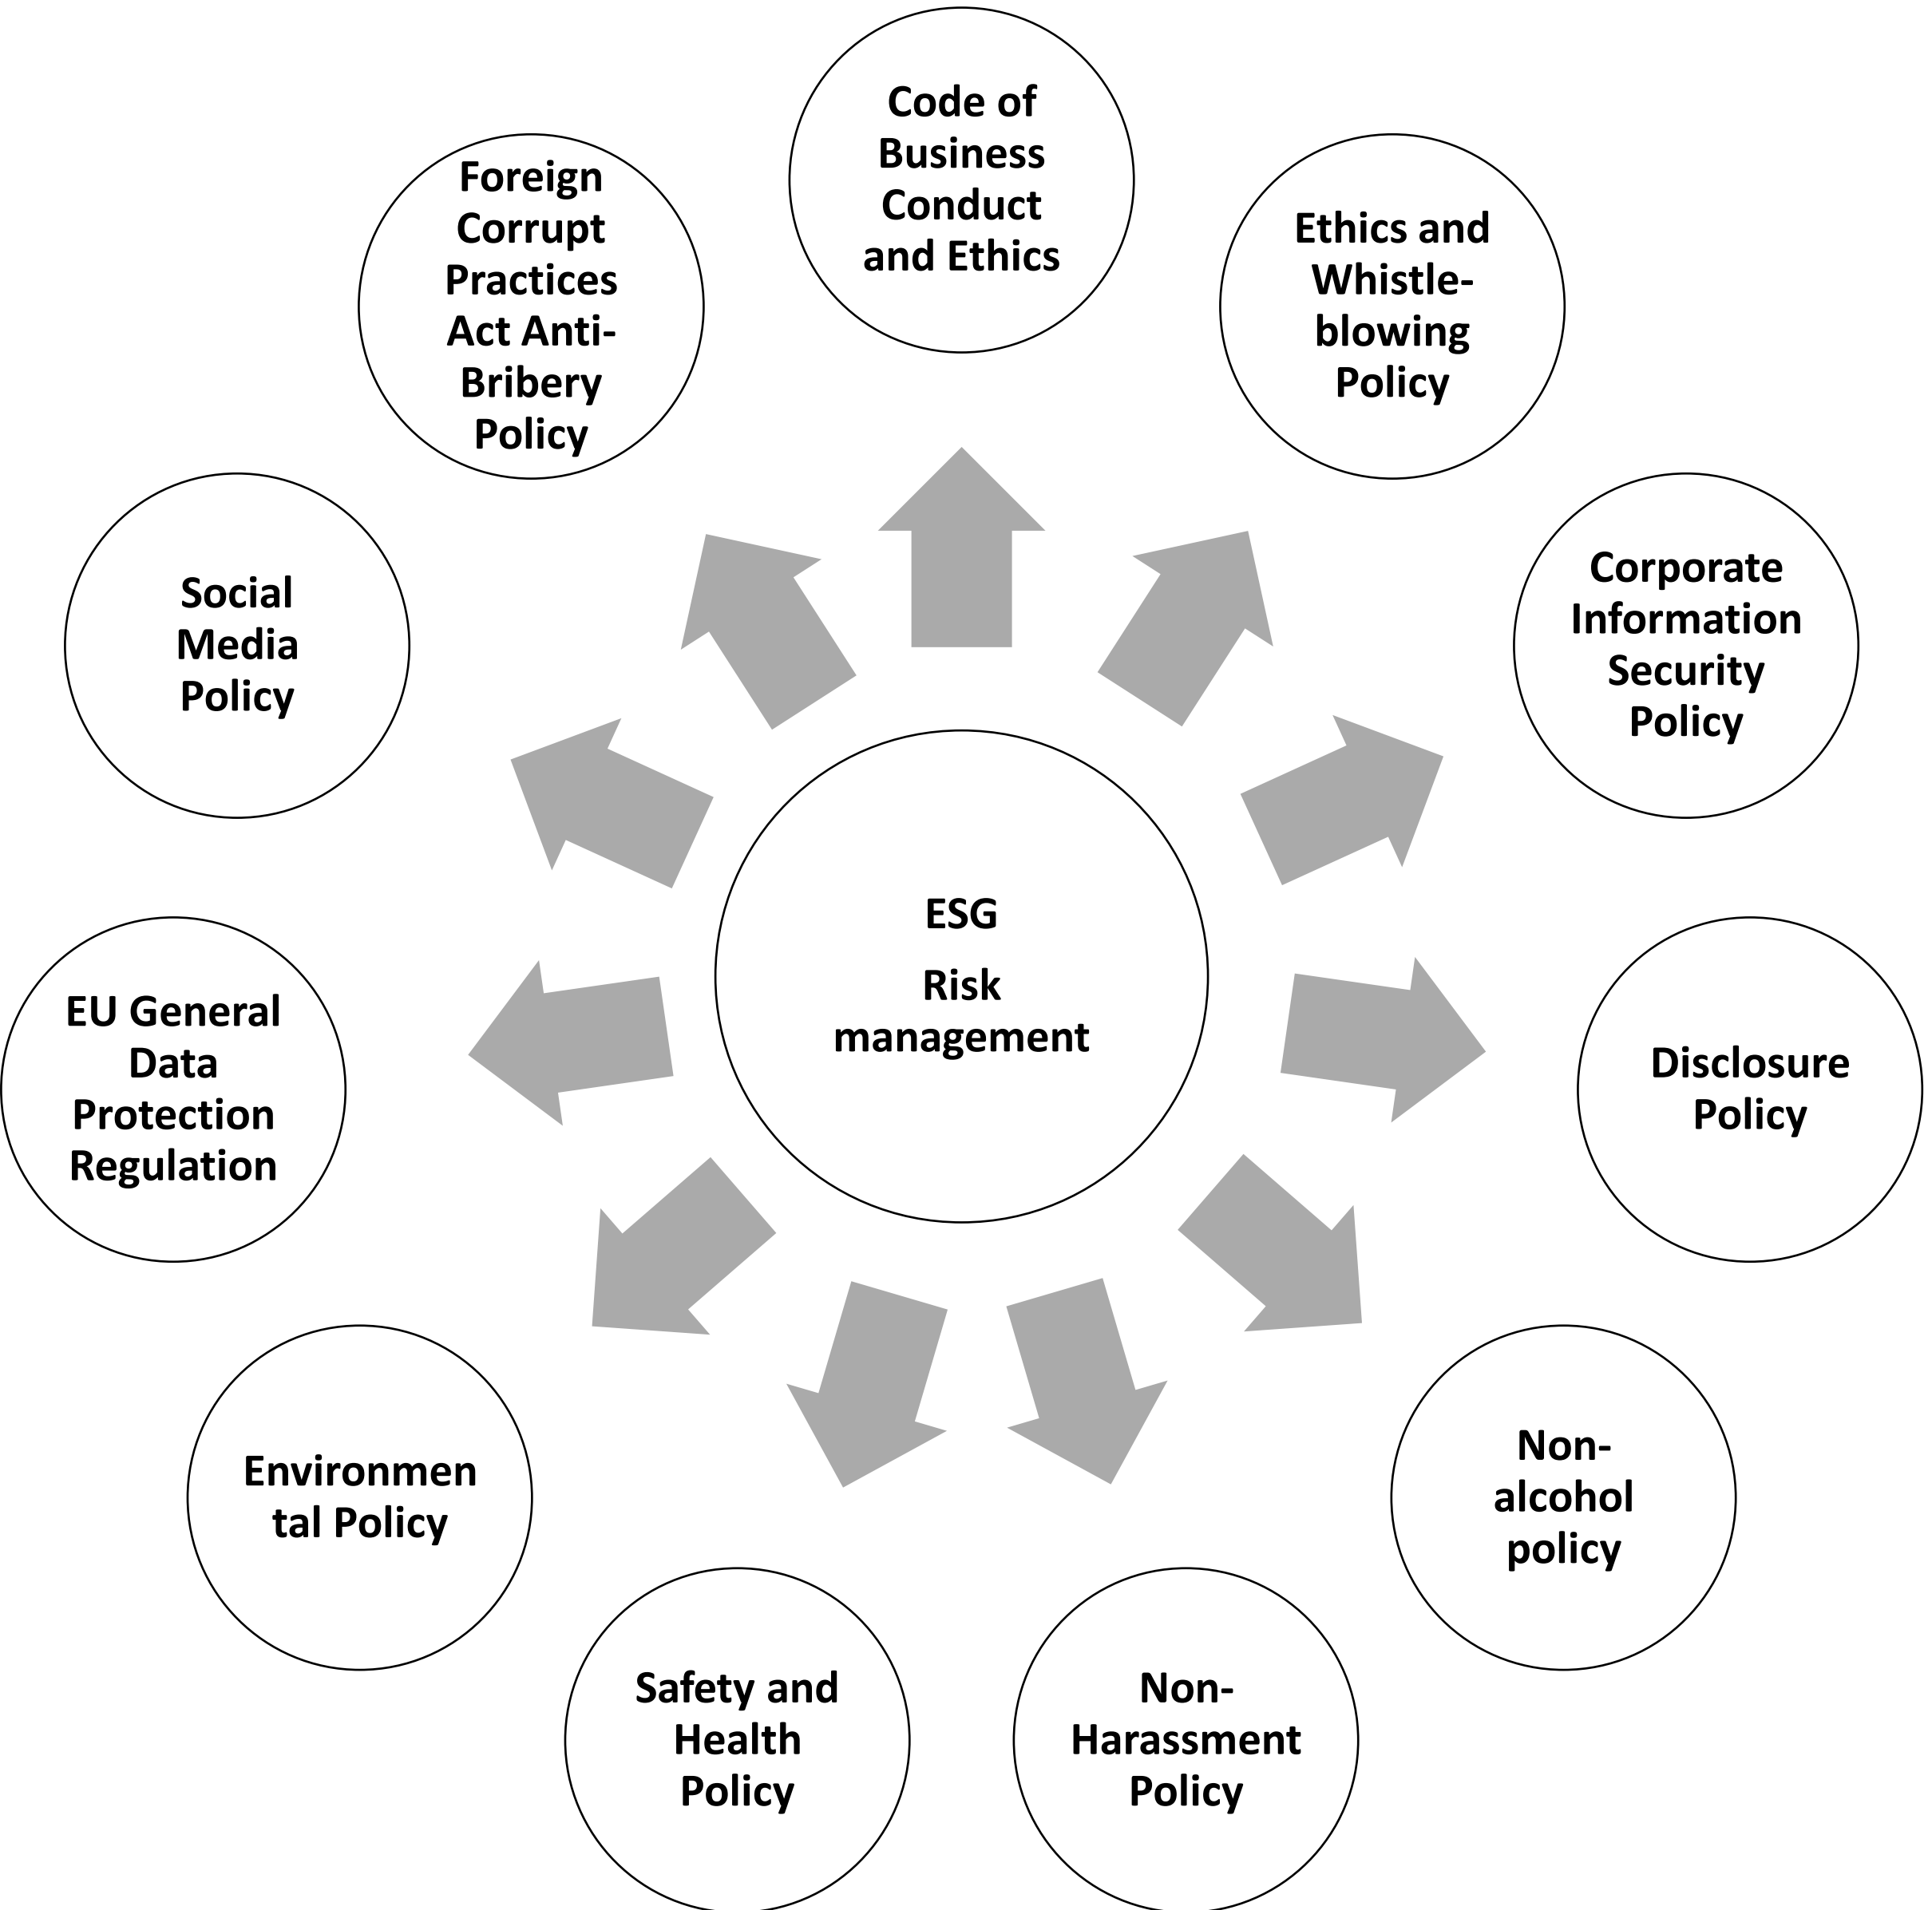 Code of
Business
Conduct
and Ethics
Ethics and
Whistle-
blowing
Policy
Corporate
Information
Security
Policy
Disclosure
Policy
Non-
alcohol
policy
Non-
Harassment
Policy
Safety and
Health
Policy
Environmen
tal Policy
EU General
Data
Protection
Regulation
Social
Media
Policy
Foreign
Corrupt
Practices
Act Anti-
Bribery
Policy
ESG
Risk
management